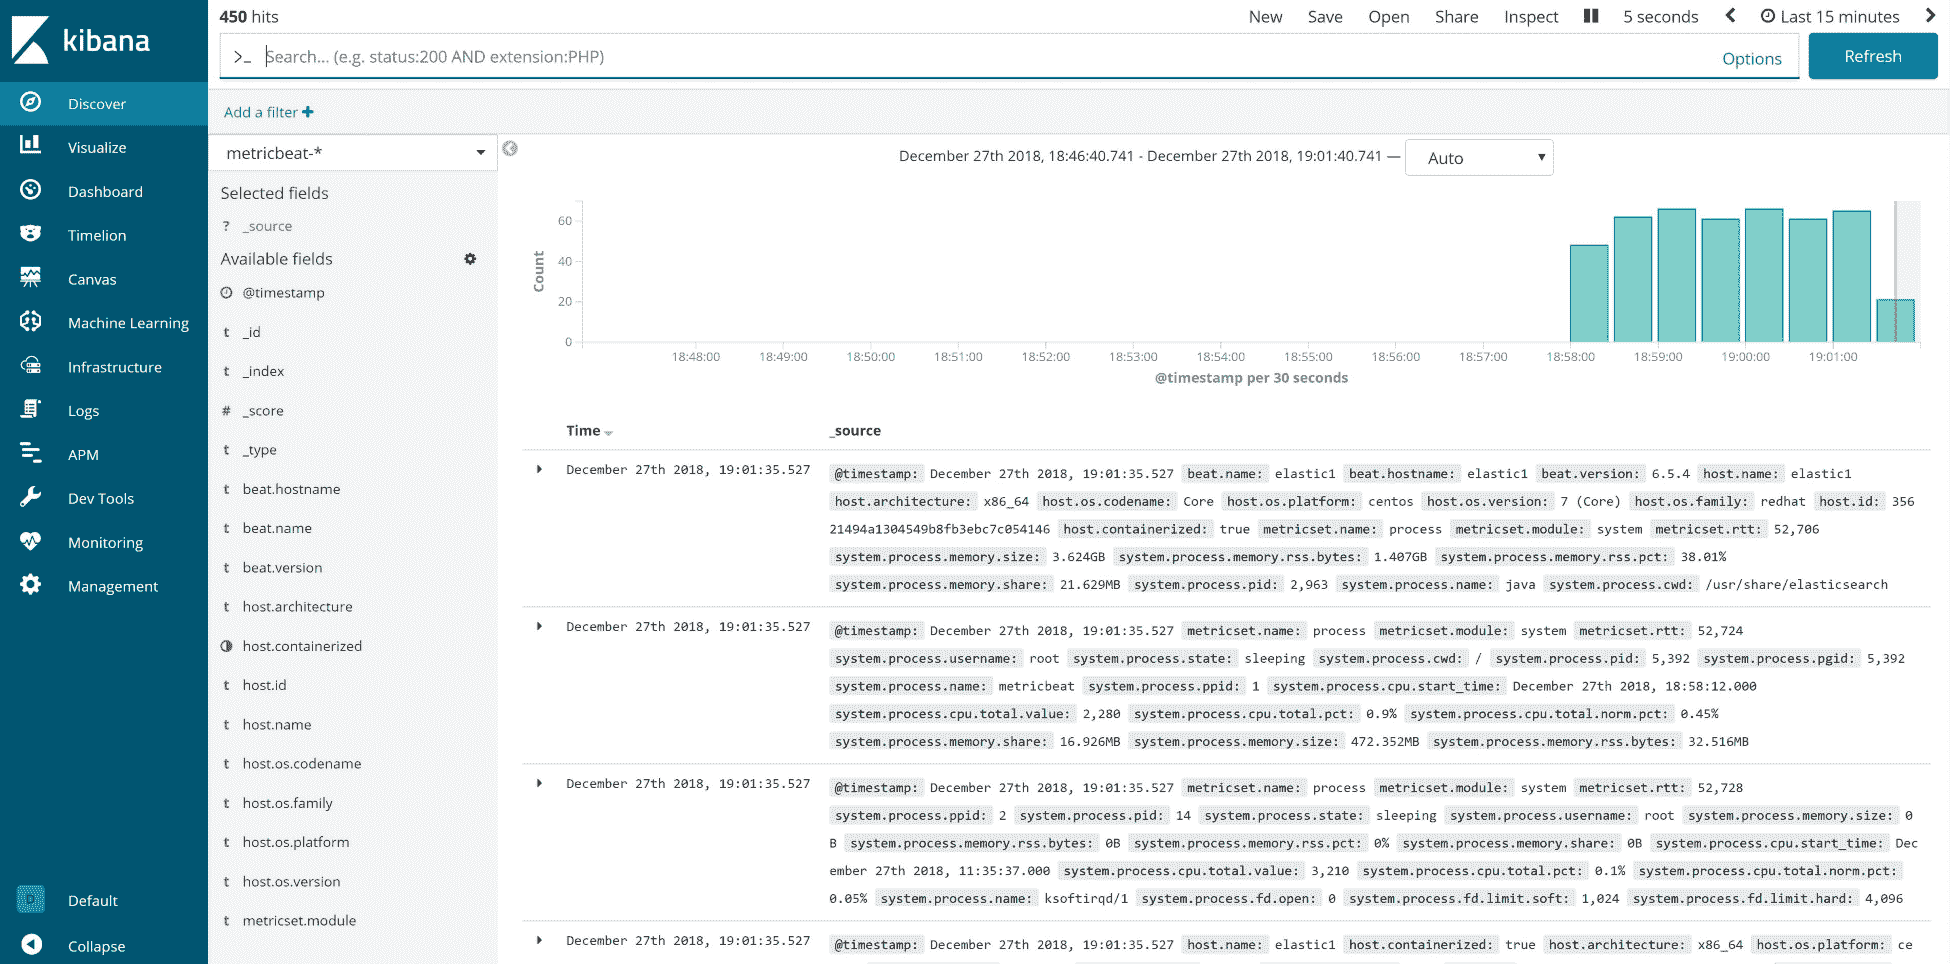 450 hits
New Save Open Share Inspect 5 seconds Last 15 minutes
kibana
>_ Search... (e.g. status:200 AND extension:PHP) Options Refresh
Discover
Visualize
Dashboard
Timelion
Canvas
Machine Learning
Infrastructure
Logs
APM
Dev Tools
Monitoring
Management
Default
Collapse
Add a filter +
metricbeat-*
Selected fields
? _source
Available fields
@timestamp
t _id
t _index
# _score
t _type
t beat.hostname
t beat.name
t beat.version
t host.architecture
host.containerized
t host.id
t host.name
t host.os.codename
t host.os.family
t host.os.platform
t host.os.version
t metricset.module
December 27th 2018, 18:46:40.741 - December 27th 2018, 19:01:40.741 — Auto
Count
60
40
20
0
18:48:00 18:49:00 18:50:00 18:51:00 18:52:00 18:53:00 18:54:00 18:55:00 18:56:00 18:57:00 18:58:00 18:59:00 19:00:00 19:01:00
@timestamp per 30 seconds
Time _source
December 27th 2018, 19:01:35.527
@timestamp: December 27th 2018, 19:01:35.527 beat.name: elastic1 beat.hostname: elastic1 beat.version: 6.5.4 host.name: elastic1
host.architecture: x86_64 host.os.codename: Core host.os.platform: centos host.os.version: 7 (Core) host.os.family: redhat host.id: 356
21494a1304549b8fb3ebc7c054146 host.containerized: true metricset.name: process metricset.module: system metricset.rtt: 52,706
system.process.memory.size: 3.624GB system.process.memory.rss.bytes: 1.407GB system.process.memory.rss.pct: 38.01%
system.process.memory.share: 21.629MB system.process.pid: 2,963 system.process.name: java system.process.cwd: /usr/share/elasticsearch
December 27th 2018, 19:01:35.527
@timestamp: December 27th 2018, 19:01:35.527 metricset.name: process metricset.module: system metricset.rtt: 52,724
system.process.username: root system.process.state: sleeping system.process.cwd: / system.process.pid: 5,392 system.process.pgid: 5,392
system.process.name: metricbeat system.process.ppid: 1 system.process.cpu.start_time: December 27th 2018, 18:58:12.000
system.process.cpu.total.value: 2,280 system.process.cpu.total.pct: 0.9% system.process.cpu.total.norm.pct: 0.45%
system.process.memory.share: 16.926MB system.process.memory.size: 472.352MB system.process.memory.rss.bytes: 32.516MB
December 27th 2018, 19:01:35.527
@timestamp: December 27th 2018, 19:01:35.527 metricset.name: process metricset.module: system metricset.rtt: 52,728
system.process.ppid: 2 system.process.pid: 14 system.process.state: sleeping system.process.username: root system.process.memory.size: 0
B system.process.memory.rss.bytes: 0B system.process.memory.rss.pct: 0% system.process.memory.share: 0B system.process.cpu.start_time: Dec
ember 27th 2018, 11:35:37.000 system.process.cpu.total.value: 3,210 system.process.cpu.total.pct: 0.1% system.process.cpu.total.norm.pct:
0.05% system.process.name: ksoftirqd/1 system.process.fd.open: 0 system.process.fd.limit.soft: 1,024 system.process.fd.limit.hard: 4,096
December 27th 2018, 19:01:35.527
@timestamp: December 27th 2018, 19:01:35.527 host.name: elastic1 host.containerized: true host.architecture: x86_64 host.os.platform: ce